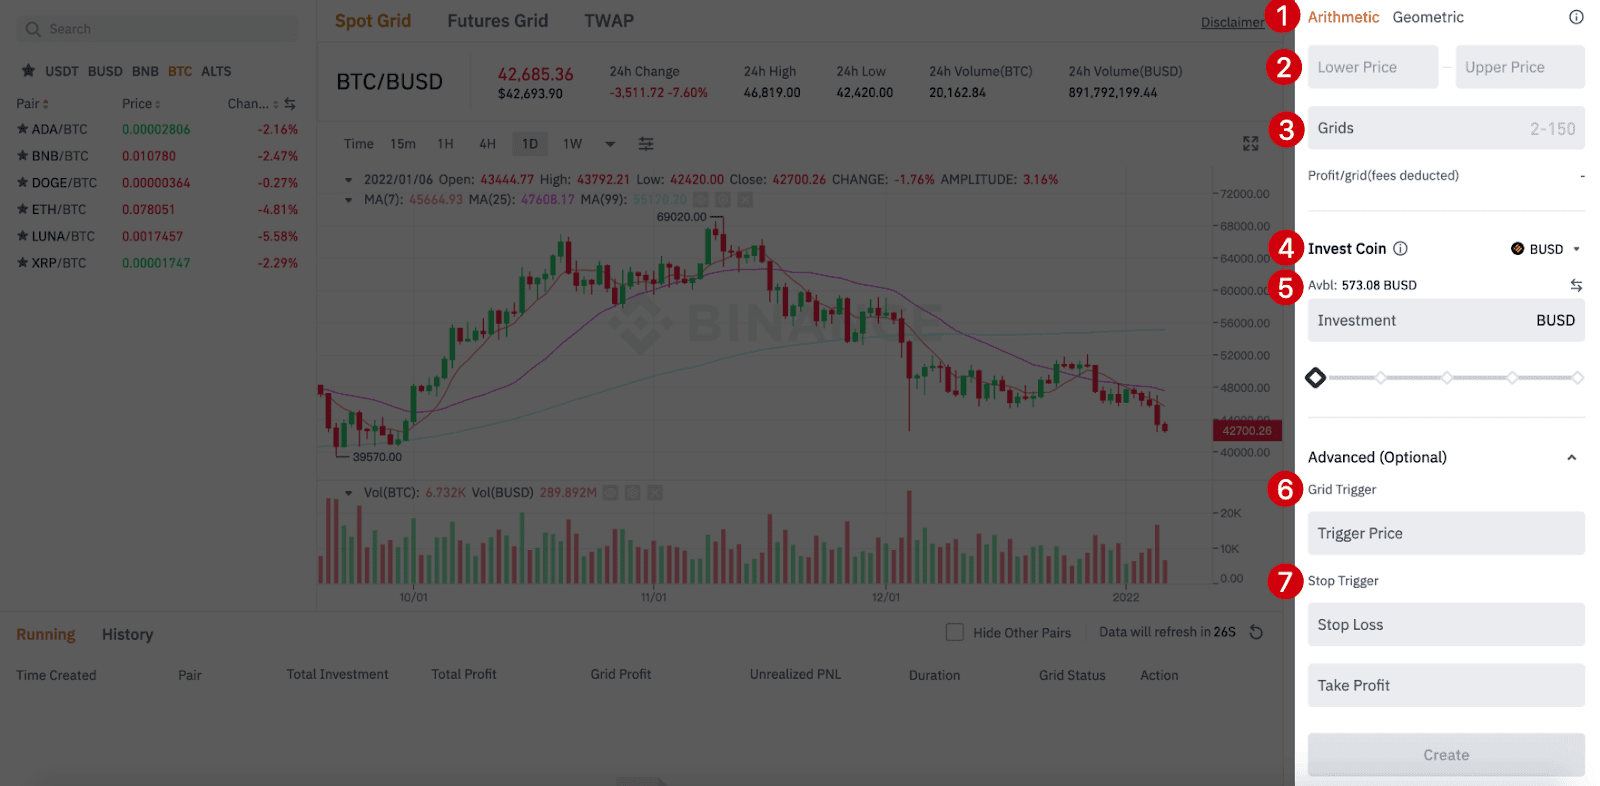 Search
USDT BUSD BNB BTC ALTS
Pair Price Chan...
ADA/BTC 0.00002806 -2.16%
BNB/BTC 0.010780 -2.47%
DOGE/BTC 0.00000364 -0.27%
ETH/BTC 0.078051 -4.81%
LUNA/BTC 0.0017457 -5.58%
XRP/BTC 0.00001747 -2.29%
Spot Grid Futures Grid TWAP Disclaimer
BTC/BUSD
42,685.36
$42,693.90
24h Change
-3,511.72 -7.60%
24h High
46,819.00
24h Low
42,420.00
24h Volume(BTC)
20,162.84
24h Volume(BUSD)
891,792,199.44
Time 15m 1H 4H 1D 1W
2022/01/06 Open: 43444.77 High: 43792.21 Low: 42420.00 Close: 42700.26 CHANGE: -1.76% AMPLITUDE: 3.16%
MA(7): 45664.93 MA(25): 47608.17 MA(99): 55170.20
69020.00
72000.00
68000.00
64000.00
60000.00
56000.00
52000.00
48000.00
44000.00
42700.26
40000.00
BINANCE
39570.00
Vol(BTC): 6.732K Vol(BUSD) 289.892M
20K
10K
0.00
10/01 11/01 12/01 2022
Running History
Hide Other Pairs Data will refresh in 26S
Time Created Pair Total Investment Total Profit Grid Profit Unrealized PNL Duration Grid Status Action
1 Arithmetic Geometric
2 Lower Price – Upper Price
3 Grids 2-150
Profit/grid(fees deducted) -
4 Invest Coin BUSD
5 Avbl: 573.08 BUSD
Investment BUSD
Advanced (Optional)
6 Grid Trigger
Trigger Price
7 Stop Trigger
Stop Loss
Take Profit
Create